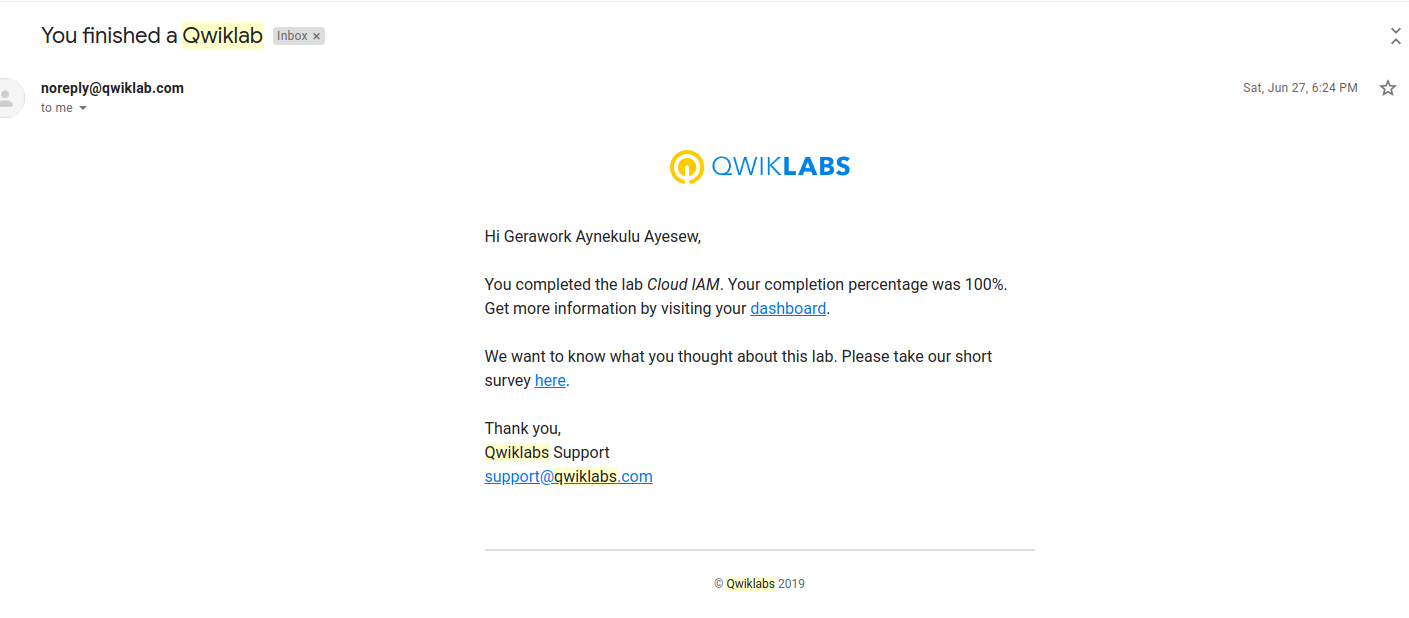 You finished a Qwiklab Inbox ×
noreply@qwiklab.com Sat, Jun 27, 6:24 PM
to me
QWIKLABS
Hi Gerawork Aynekulu Ayesew,
You completed the lab Cloud IAM. Your completion percentage was 100%.
Get more information by visiting your dashboard.
We want to know what you thought about this lab. Please take our short
survey here.
Thank you,
Qwiklabs Support
support@qwiklabs.com
© Qwiklabs 2019